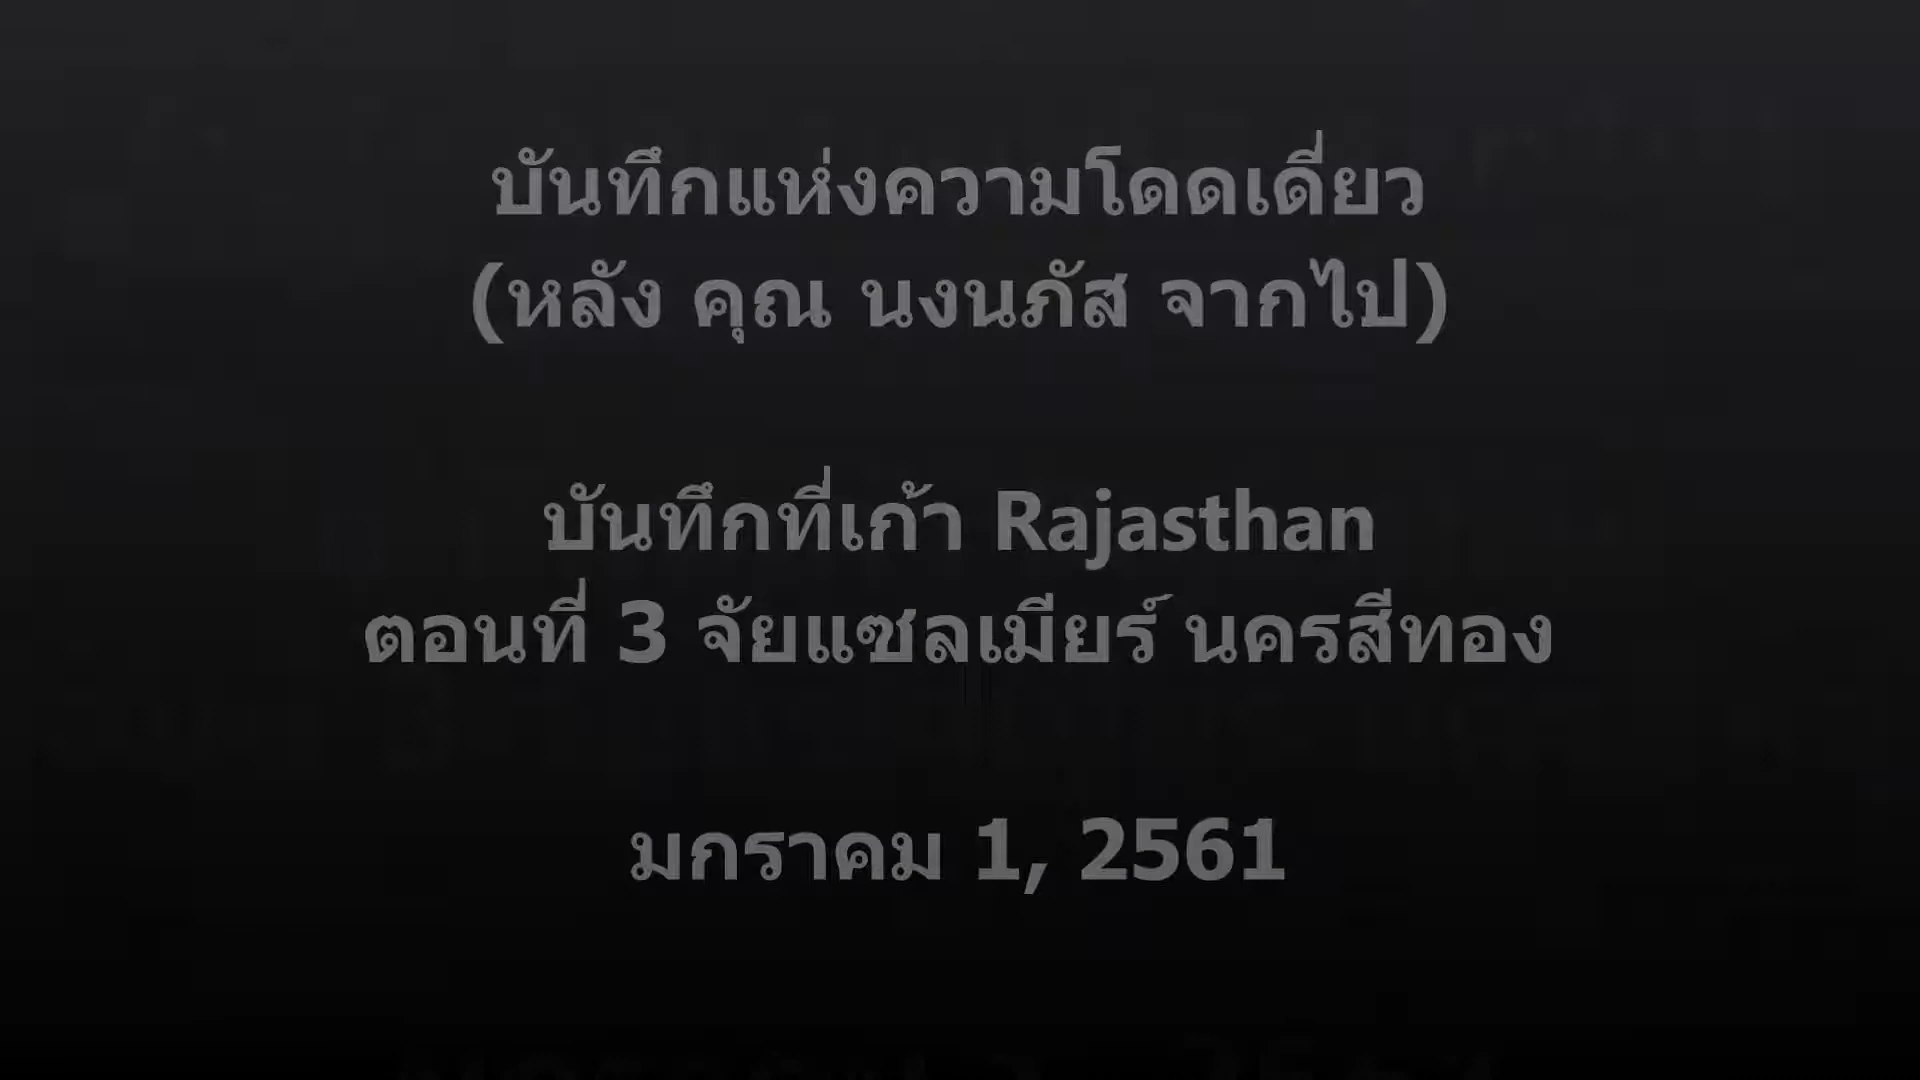 บันทึกแห่งความโดดเดี่ยว
(หลัง คุณ นงนภัส จากไป)
บันทึกที่เก้า Rajasthan
ตอนที่ 3 จัยแซลเมียร์ นครสีทอง
มกราคม 1, 2561